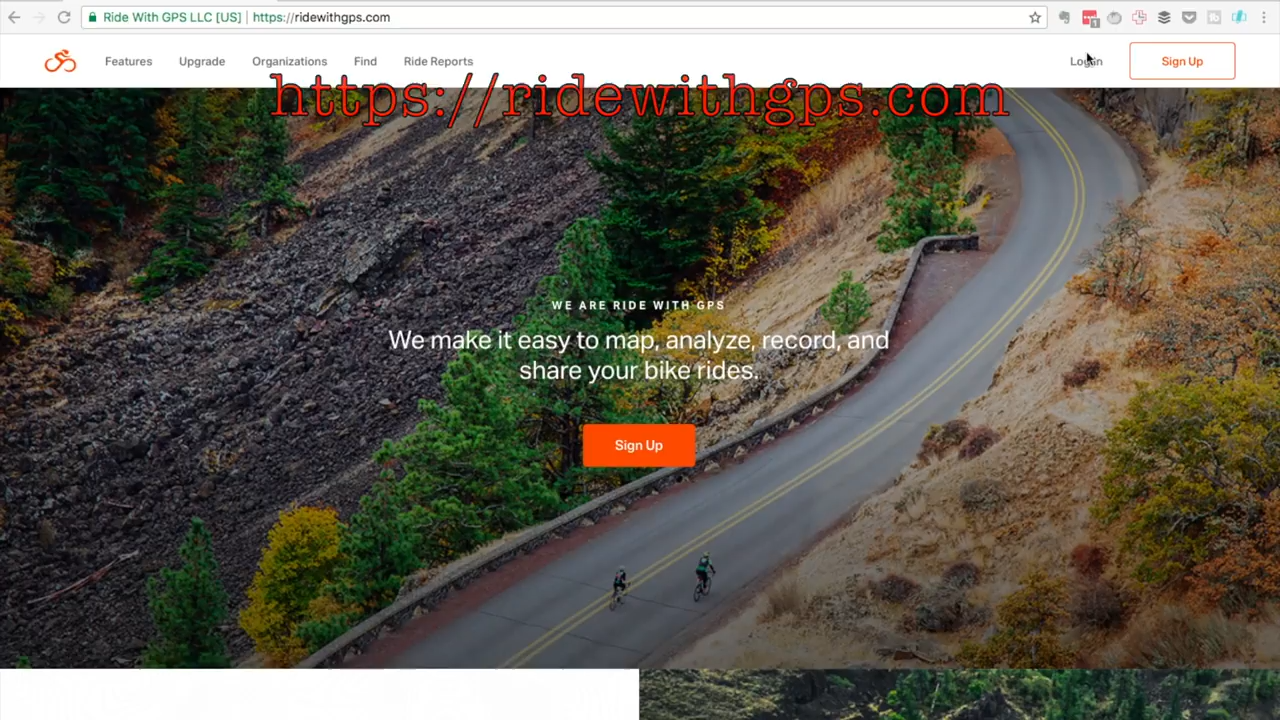 Ride With GPS LLC [US] | https://ridewithgps.com
1
Features Upgrade Organizations Find Ride Reports Login Sign Up
https://ridewithgps.com
WE ARE RIDE WITH GPS
We make it easy to map, analyze, record, and
share your bike rides.
Sign Up